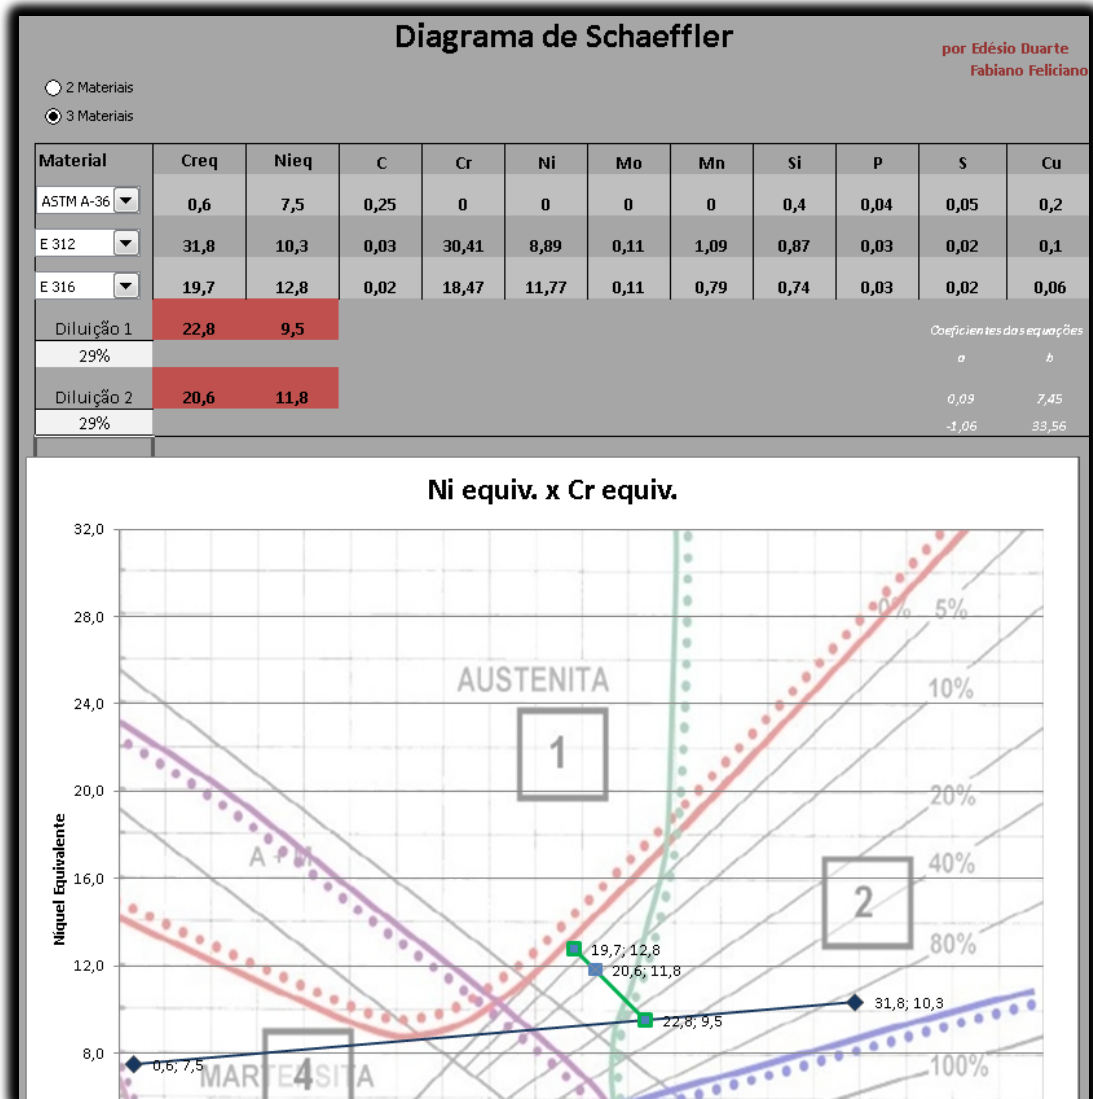 Diagrama de Schaeffler
por Edésio Duarte
Fabiano Feliciano
2 Materiais
3 Materiais
Material Creq Nieq C Cr Ni Mo Mn Si P S Cu
ASTM A-36 0,6 7,5 0,25 0 0 0 0 0,4 0,04 0,05 0,2
E 312 31,8 10,3 0,03 30,41 8,89 0,11 1,09 0,87 0,03 0,02 0,1
E 316 19,7 12,8 0,02 18,47 11,77 0,11 0,79 0,74 0,03 0,02 0,06
Diluição 1 22,8 9,5 Coeficientes das equações
29% a b
Diluição 2 20,6 11,8 0,09 7,45
29% -1,06 33,56
Ni equiv. x Cr equiv.
32,0
28,0 0% 5%
AUSTENITA
10%
24,0
1
20,0 20%
Níquel Equivalente
A + M
16,0 40%
2
80%
12,0
19,7; 12,8
20,6; 11,8
31,8; 10,3
22,8; 9,5
8,0
0,6; 7,5
MARTENSITA
4
100%